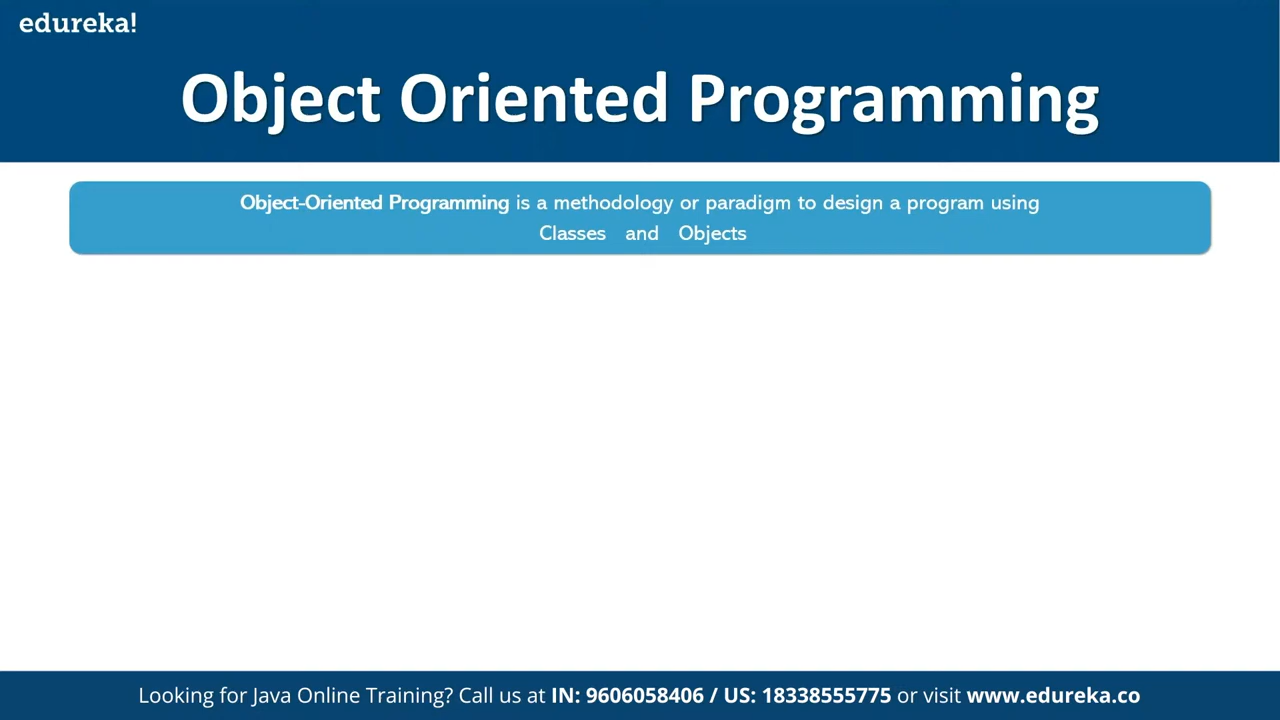 edureka!
Object Oriented Programming
Object-Oriented Programming is a methodology or paradigm to design a program using
Classes and Objects
Looking for Java Online Training? Call us at IN: 9606058406 / US: 18338555775 or visit www.edureka.co